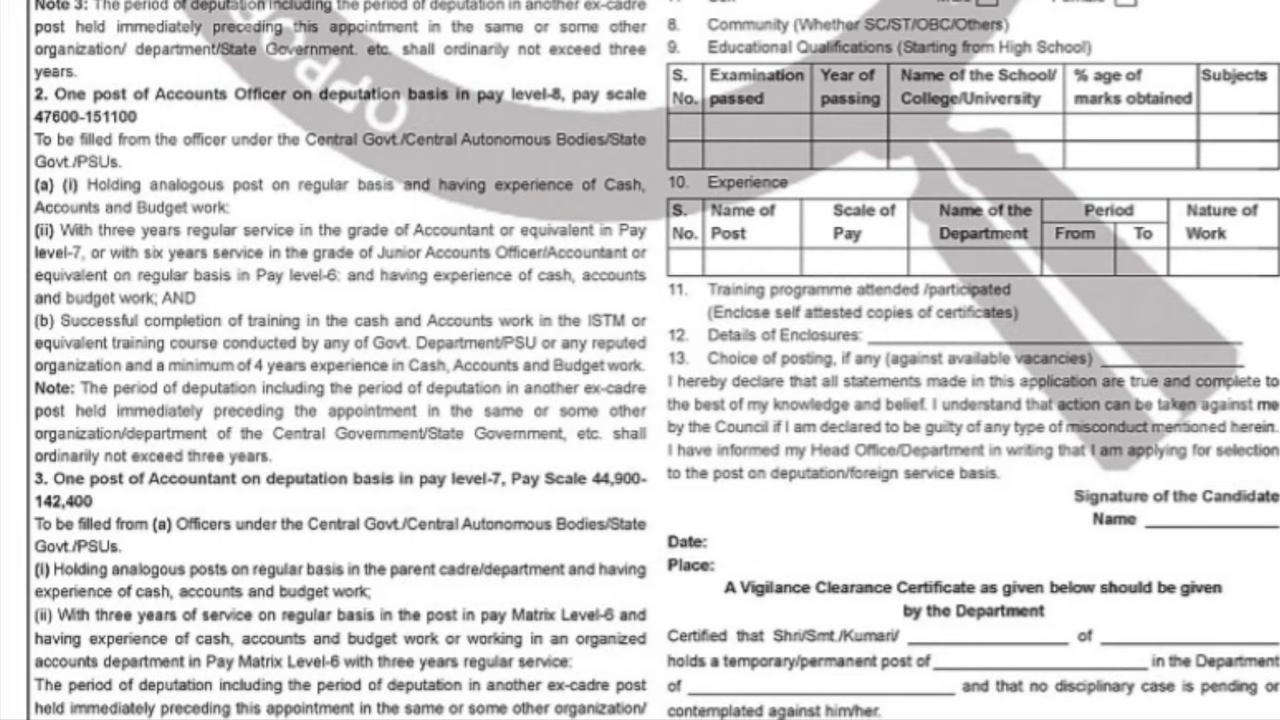 Note 3: The period of deputation including the period of deputation in another ex-cadre
post held immediately preceding this appointment in the same or some other
organization/ department/State Government. etc. shall ordinarily not exceed three
years.
2. One post of Accounts Officer on deputation basis in pay level-8, pay scale
47600-151100
To be filled from the officer under the Central Govt./Central Autonomous Bodies/State
Govt./PSUs.
(a) (i) Holding analogous post on regular basis and having experience of Cash,
Accounts and Budget work:
(ii) With three years regular service in the grade of Accountant or equivalent in Pay
level-7, or with six years service in the grade of Junior Accounts Officer/Accountant or
equivalent on regular basis in Pay level-6: and having experience of cash, accounts
and budget work; AND
(b) Successful completion of training in the cash and Accounts work in the ISTM or
equivalent training course conducted by any of Govt. Department/PSU or any reputed
organization and a minimum of 4 years experience in Cash, Accounts and Budget work.
Note: The period of deputation including the period of deputation in another ex-cadre
post held immediately preceding the appointment in the same or some other
organization/department of the Central Government/State Government, etc. shall
ordinarily not exceed three years.
3. One post of Accountant on deputation basis in pay level-7, Pay Scale 44,900-
142,400
To be filled from (a) Officers under the Central Govt./Central Autonomous Bodies/State
Govt./PSUs.
(i) Holding analogous posts on regular basis in the parent cadre/department and having
experience of cash, accounts and budget work;
(ii) With three years of service on regular basis in the post in pay Matrix Level-6 and
having experience of cash, accounts and budget work or working in an organized
accounts department in Pay Matrix Level-6 with three years regular service:
The period of deputation including the period of deputation in another ex-cadre post
held immediately preceding this appointment in the same or some other organization/
OPPO
8. Community (Whether SC/ST/OBC/Others)
9. Educational Qualifications (Starting from High School)
S. Examination Year of Name of the School/ % age of Subjects
No. passed passing College/University marks obtained
10. Experience
S. Name of Scale of Name of the Period Nature of
No. Post Pay Department From To Work
11. Training programme attended /participated
(Enclose self attested copies of certificates)
12. Details of Enclosures:
13. Choice of posting, if any (against available vacancies)
I hereby declare that all statements made in this application are true and complete to
the best of my knowledge and belief. I understand that action can be taken against me
by the Council if I am declared to be guilty of any type of misconduct mentioned herein.
I have informed my Head Office/Department in writing that I am applying for selection
to the post on deputation/foreign service basis.
Signature of the Candidate
Name
Date:
Place:
A Vigilance Clearance Certificate as given below should be given
by the Department
Certified that Shri/Smt./Kumari/ of
holds a temporary/permanent post of in the Department
of and that no disciplinary case is pending or
contemplated against him/her.